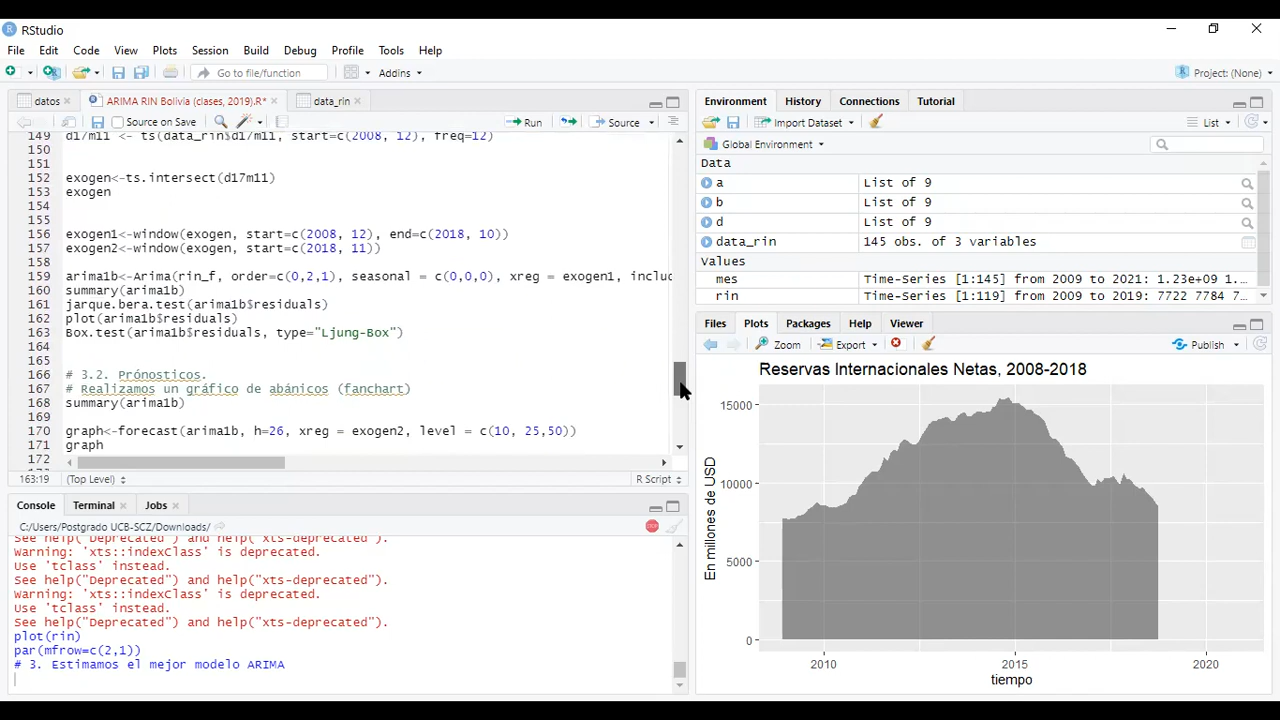 RStudio
File Edit Code View Plots Session Build Debug Profile Tools Help
Go to file/function Addins Project: (None)
datos ARIMA RIN Bolivia (clases, 2019).R* data_rin
Source on Save Run Source
149 d17m11 <- ts(data_rin$d17m11, start=c(2008, 12), freq=12)
150
151
152 exogen<-ts.intersect(d17m11)
153 exogen
154
155
156 exogen1<-window(exogen, start=c(2008, 12), end=c(2018, 10))
157 exogen2<-window(exogen, start=c(2018, 11))
158
159 arima1b<-Arima(rin_f, order=c(0,2,1), seasonal = c(0,0,0), xreg = exogen1, includ
160 summary(arima1b)
161 jarque.bera.test(arima1b$residuals)
162 plot(arima1b$residuals)
163 Box.test(arima1b$residuals, type="Ljung-Box")
164
165
166 # 3.2. Prónosticos.
167 # Realizamos un gráfico de abánicos (fanchart)
168 summary(arima1b)
169
170 graph<-forecast(arima1b, h=26, xreg = exogen2, level = c(10, 25,50))
171 graph
172
163:19 (Top Level) R Script
Console Terminal Jobs
C:/Users/Postgrado UCB-SCZ/Downloads/
See help("Deprecated") and help("xts-deprecated").
Warning: 'xts::indexClass' is deprecated.
Use 'tclass' instead.
See help("Deprecated") and help("xts-deprecated").
Warning: 'xts::indexClass' is deprecated.
Use 'tclass' instead.
See help("Deprecated") and help("xts-deprecated").
plot(rin)
par(mfrow=c(2,1))
# 3. Estimamos el mejor modelo ARIMA
Environment History Connections Tutorial
Import Dataset List
Global Environment
Data
a List of 9
b List of 9
d List of 9
data_rin 145 obs. of 3 variables
Values
mes Time-Series [1:145] from 2009 to 2021: 1.23e+09 1...
rin Time-Series [1:119] from 2009 to 2019: 7722 7784 7...
Files Plots Packages Help Viewer
Zoom Export Publish
Reservas Internacionales Netas, 2008-2018
En millones de USD
15000
10000
5000
0
2010 2015 2020
tiempo